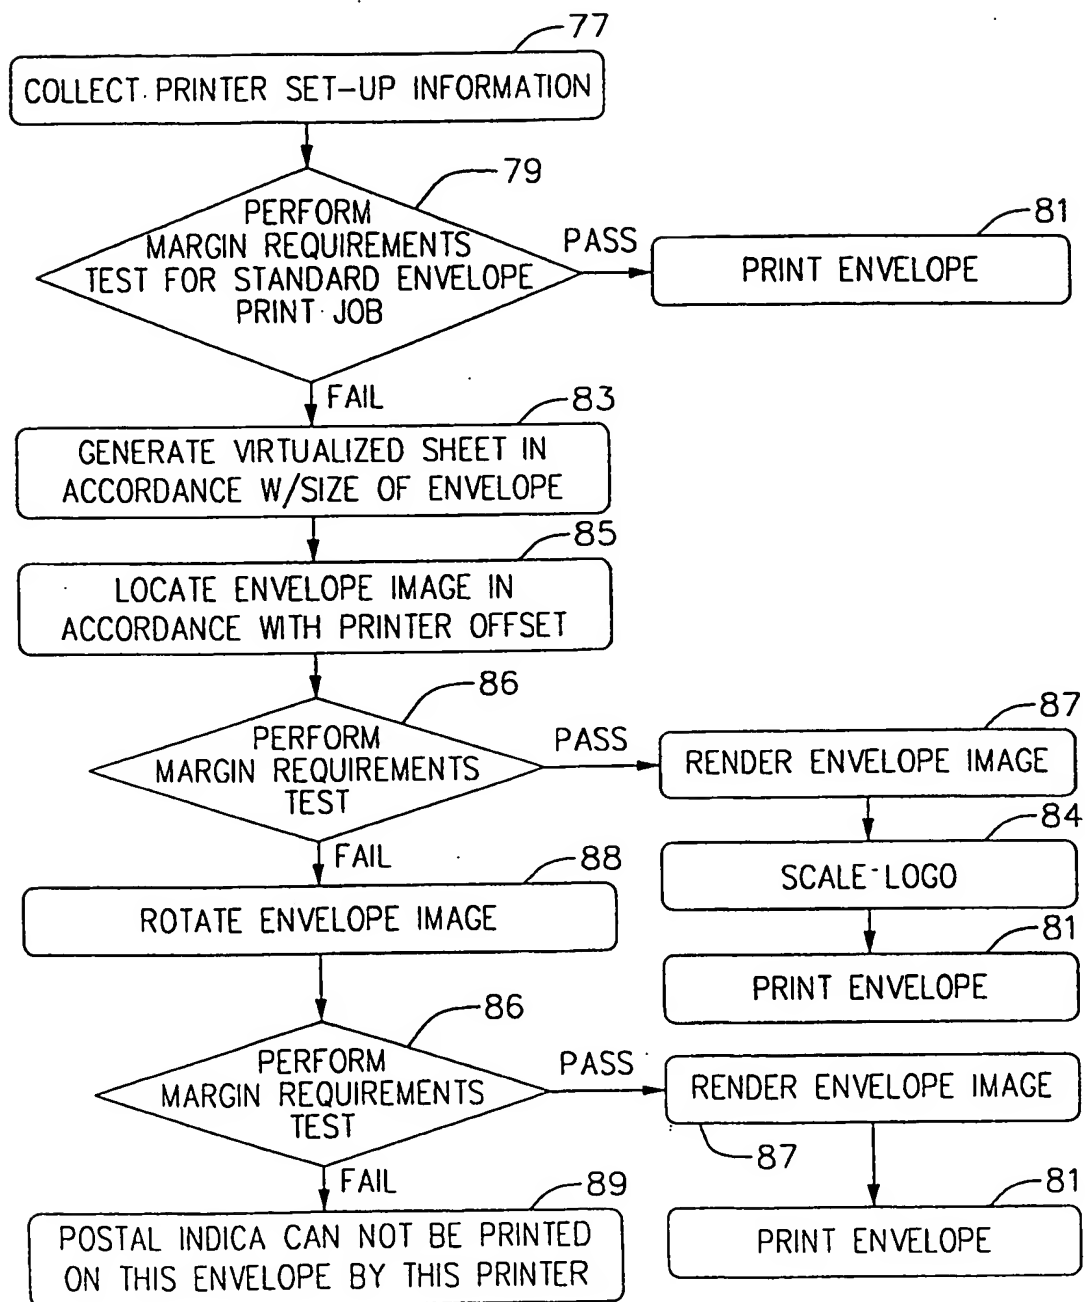 77
COLLECT PRINTER SET-UP INFORMATION
79
PERFORM
MARGIN REQUIREMENTS
TEST FOR STANDARD ENVELOPE
PRINT JOB
PASS
81
PRINT ENVELOPE
FAIL
83
GENERATE VIRTUALIZED SHEET IN
ACCORDANCE W/SIZE OF ENVELOPE
85
LOCATE ENVELOPE IMAGE IN
ACCORDANCE WITH PRINTER OFFSET
86
PERFORM
MARGIN REQUIREMENTS
TEST
PASS
87
RENDER ENVELOPE IMAGE
84
SCALE LOGO
81
PRINT ENVELOPE
FAIL
88
ROTATE ENVELOPE IMAGE
86
PERFORM
MARGIN REQUIREMENTS
TEST
PASS
RENDER ENVELOPE IMAGE
87
81
PRINT ENVELOPE
FAIL
89
POSTAL INDICA CAN NOT BE PRINTED
ON THIS ENVELOPE BY THIS PRINTER